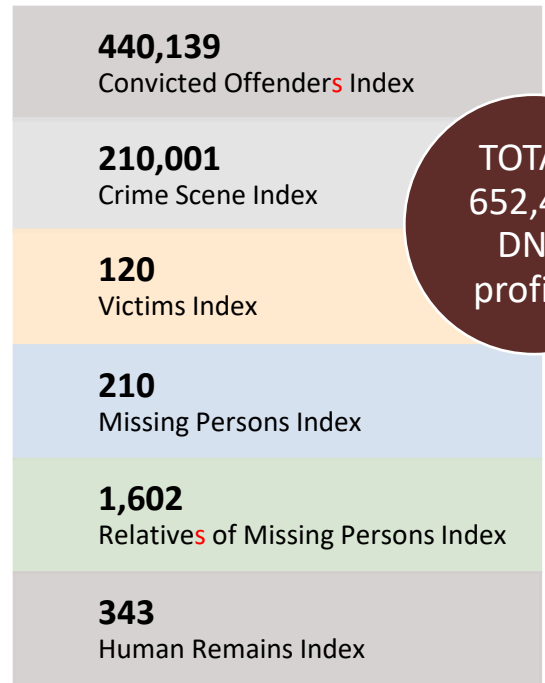 440,139
Convicted Offenders Index
210,001
Crime Scene Index
120
Victims Index
210
Missing Persons Index
1,602
Relatives of Missing Persons Index
343
Human Remains Index